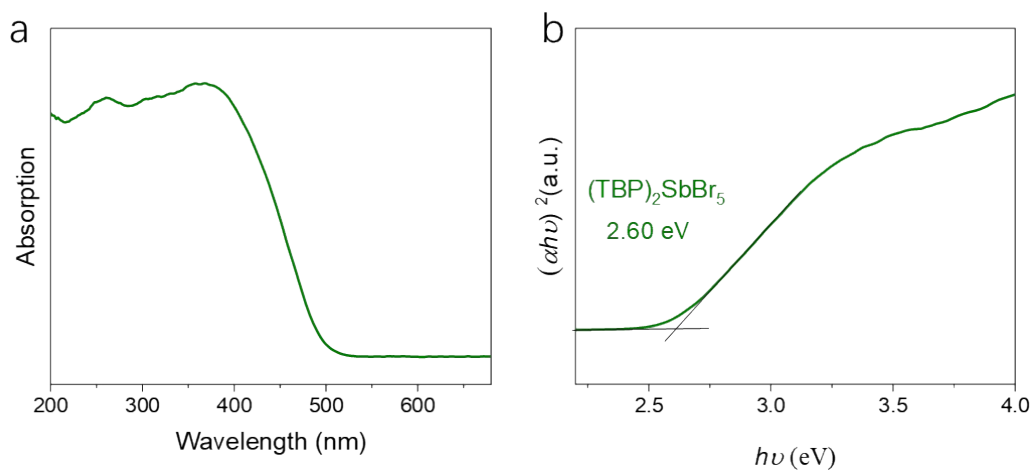 a
Absorption
200 300 400 500 600
Wavelength (nm)
b
(αhυ) ²(a.u.)
(TBP)₂SbBr₅
2.60 eV
2.5 3.0 3.5 4.0
hυ (eV)